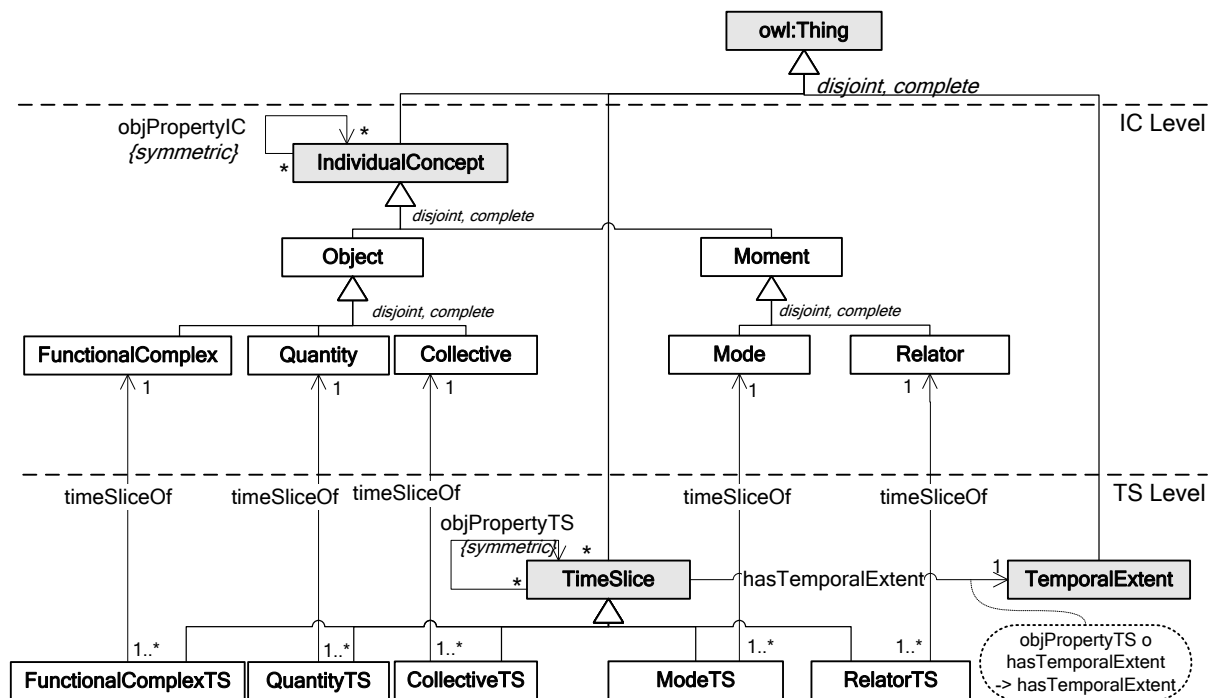 owl:Thing
disjoint, complete
IC Level
objPropertyIC
{symmetric}
*
*
IndividualConcept
disjoint, complete
Object
Moment
disjoint, complete
disjoint, complete
FunctionalComplex
Quantity
Collective
Mode
Relator
1
1
1
1
1
timeSliceOf
timeSliceOf
timeSliceOf
timeSliceOf
timeSliceOf
TS Level
objPropertyTS
{symmetric}
*
*
TimeSlice
hasTemporalExtent
1
TemporalExtent
1..*
1..*
1..*
1..*
1..*
FunctionalComplexTS
QuantityTS
CollectiveTS
ModeTS
RelatorTS
objPropertyTS o
hasTemporalExtent
-> hasTemporalExtent